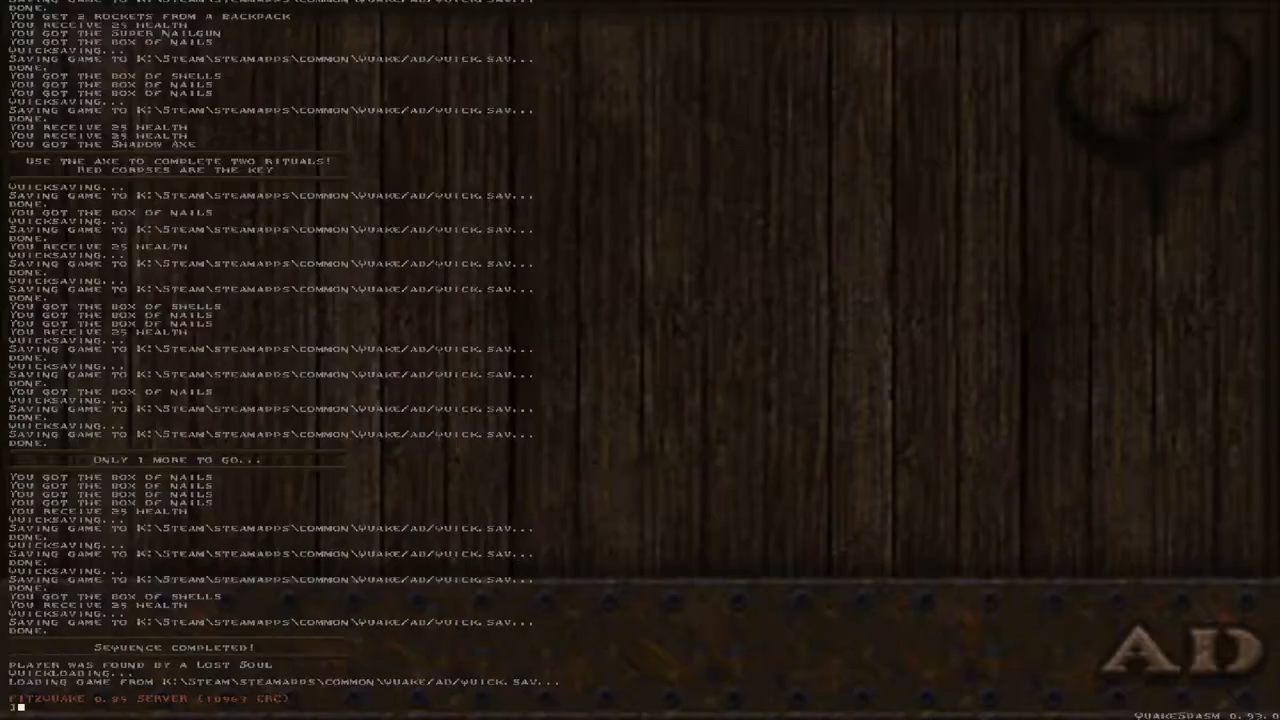 DONE.
YOU GET 2 ROCKETS FROM A BACKPACK
YOU RECEIVE 25 HEALTH
YOU GOT THE SUPER NAILGUN
YOU GOT THE BOX OF NAILS
QUICKSAVING...
SAVING GAME TO K:\STEAM\STEAMAPPS\COMMON\QUAKE/AD/QUICK.SAV...
DONE.
YOU GOT THE BOX OF SHELLS
YOU GOT THE BOX OF NAILS
YOU GOT THE BOX OF NAILS
QUICKSAVING...
SAVING GAME TO K:\STEAM\STEAMAPPS\COMMON\QUAKE/AD/QUICK.SAV...
DONE.
YOU RECEIVE 25 HEALTH
YOU RECEIVE 25 HEALTH
YOU GOT THE SHADOW AXE
USE THE AXE TO COMPLETE TWO RITUALS!
RED CORPSES ARE THE KEY
QUICKSAVING...
SAVING GAME TO K:\STEAM\STEAMAPPS\COMMON\QUAKE/AD/QUICK.SAV...
DONE.
YOU GOT THE BOX OF NAILS
QUICKSAVING...
SAVING GAME TO K:\STEAM\STEAMAPPS\COMMON\QUAKE/AD/QUICK.SAV...
DONE.
YOU RECEIVE 25 HEALTH
QUICKSAVING...
SAVING GAME TO K:\STEAM\STEAMAPPS\COMMON\QUAKE/AD/QUICK.SAV...
DONE.
QUICKSAVING...
SAVING GAME TO K:\STEAM\STEAMAPPS\COMMON\QUAKE/AD/QUICK.SAV...
DONE.
YOU GOT THE BOX OF SHELLS
YOU GOT THE BOX OF NAILS
YOU GOT THE BOX OF NAILS
YOU RECEIVE 25 HEALTH
QUICKSAVING...
SAVING GAME TO K:\STEAM\STEAMAPPS\COMMON\QUAKE/AD/QUICK.SAV...
DONE.
QUICKSAVING...
SAVING GAME TO K:\STEAM\STEAMAPPS\COMMON\QUAKE/AD/QUICK.SAV...
DONE.
YOU GOT THE BOX OF NAILS
QUICKSAVING...
SAVING GAME TO K:\STEAM\STEAMAPPS\COMMON\QUAKE/AD/QUICK.SAV...
DONE.
QUICKSAVING...
SAVING GAME TO K:\STEAM\STEAMAPPS\COMMON\QUAKE/AD/QUICK.SAV...
DONE.
ONLY 1 MORE TO GO...
YOU GOT THE BOX OF NAILS
YOU GOT THE BOX OF NAILS
YOU GOT THE BOX OF NAILS
YOU GOT THE BOX OF NAILS
YOU RECEIVE 25 HEALTH
QUICKSAVING...
SAVING GAME TO K:\STEAM\STEAMAPPS\COMMON\QUAKE/AD/QUICK.SAV...
DONE.
QUICKSAVING...
SAVING GAME TO K:\STEAM\STEAMAPPS\COMMON\QUAKE/AD/QUICK.SAV...
DONE.
QUICKSAVING...
SAVING GAME TO K:\STEAM\STEAMAPPS\COMMON\QUAKE/AD/QUICK.SAV...
DONE.
YOU GOT THE BOX OF SHELLS
YOU RECEIVE 25 HEALTH
QUICKSAVING...
SAVING GAME TO K:\STEAM\STEAMAPPS\COMMON\QUAKE/AD/QUICK.SAV...
DONE.
SEQUENCE COMPLETED!
PLAYER WAS FOUND BY A LOST SOUL
QUICKLOADING...
LOADING GAME FROM K:\STEAM\STEAMAPPS\COMMON\QUAKE/AD/QUICK.SAV...
FITZQUAKE 0.85 SERVER (10963 CRC)
]
AD
QUAKESPASM 0.93.0